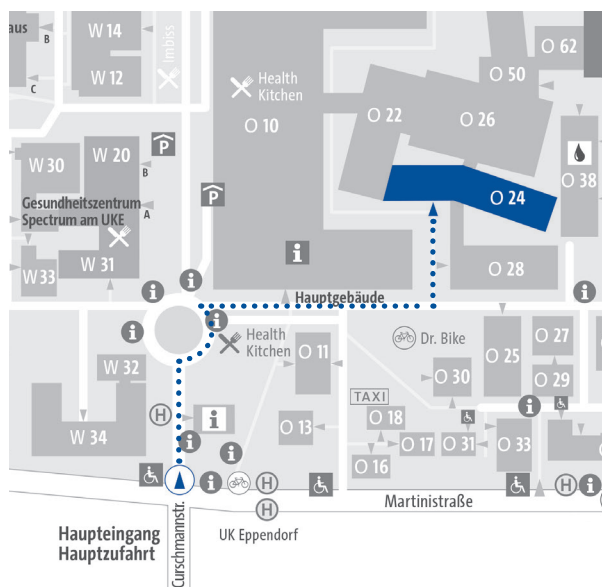 aus
B
W 14
C
W 12
Imbiss
Health
Kitchen
O 10
O 22
O 50
O 62
O 26
W 30
W 20
B
P
O 38
Gesundheitszentrum
Spectrum am UKE
A
P
O 24
W 33
W 31
i
O 28
i
Hauptgebäude
i
i
i
Health
Kitchen
Dr. Bike
O 11
O 25
O 27
W 32
O 30
O 29
H
i
TAXI
O 18
i
W 34
i
i
O 13
O 17
O 31
O 33
O 16
i
H
H
i
Martinistraße
H
Haupteingang
Hauptzufahrt
Curschmannstr.
UK Eppendorf